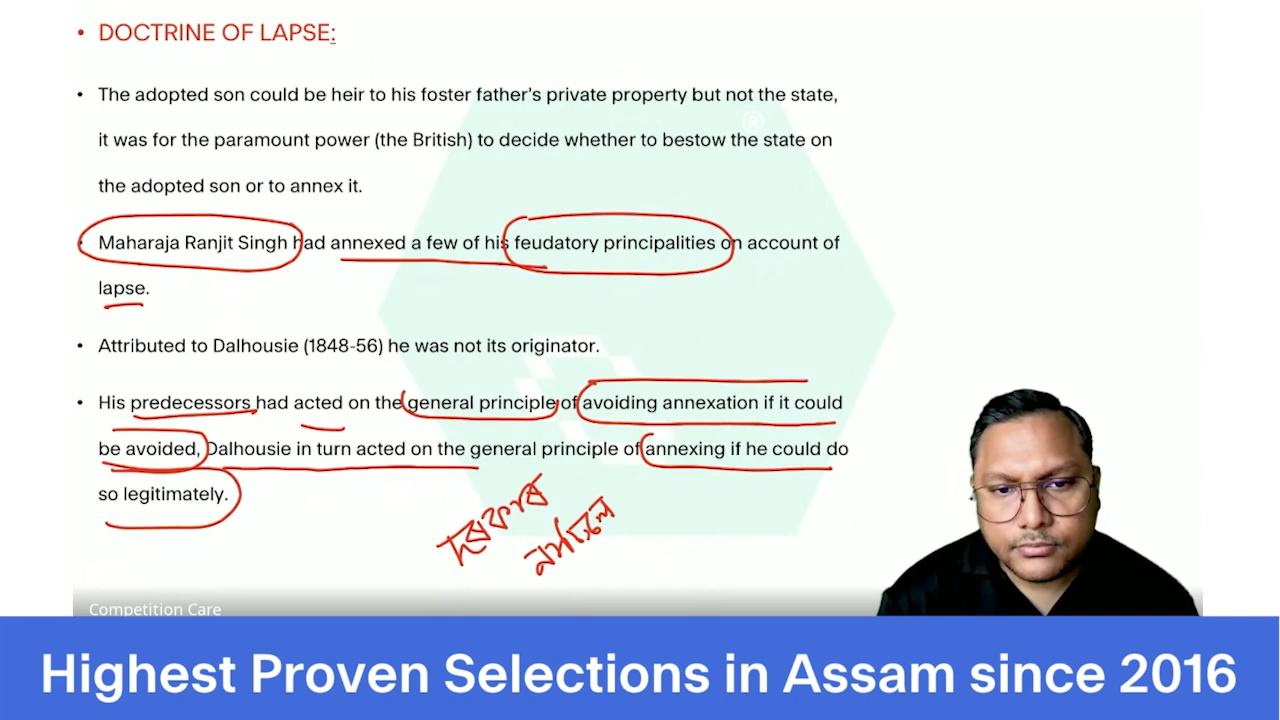 • DOCTRINE OF LAPSE:
• The adopted son could be heir to his foster father's private property but not the state,
it was for the paramount power (the British) to decide whether to bestow the state on
the adopted son or to annex it.
• Maharaja Ranjit Singh had annexed a few of his feudatory principalities on account of
lapse.
• Attributed to Dalhousie (1848-56) he was not its originator.
• His predecessors had acted on the general principle of avoiding annexation if it could
be avoided, Dalhousie in turn acted on the general principle of annexing if he could do
so legitimately.
দৰকাৰ
Competition Care
Highest Proven Selections in Assam since 2016